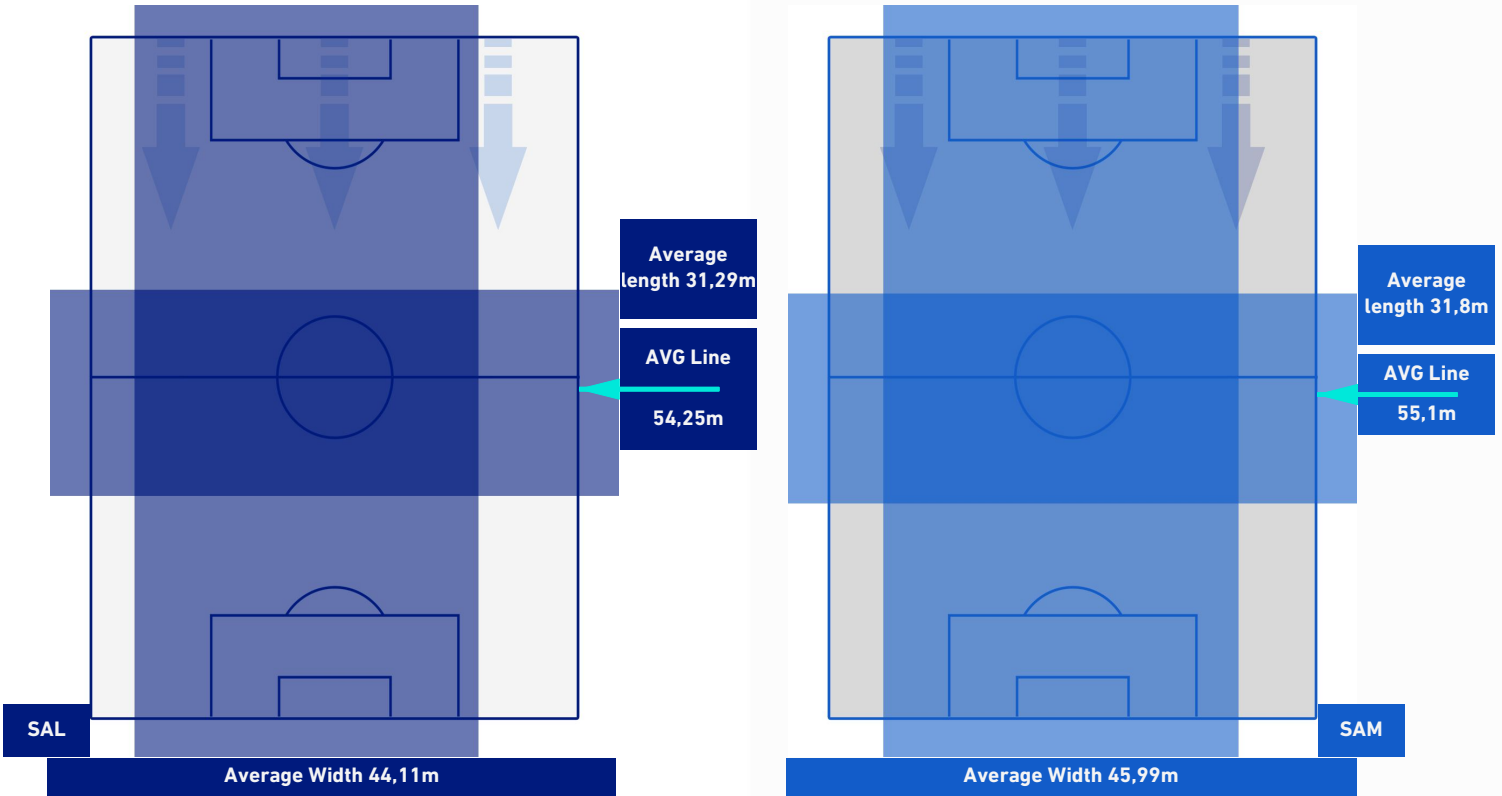 Average
length 31,29m
AVG Line
54,25m
SAL
Average Width 44,11m
Average
length 31,8m
AVG Line
55,1m
SAM
Average Width 45,99m